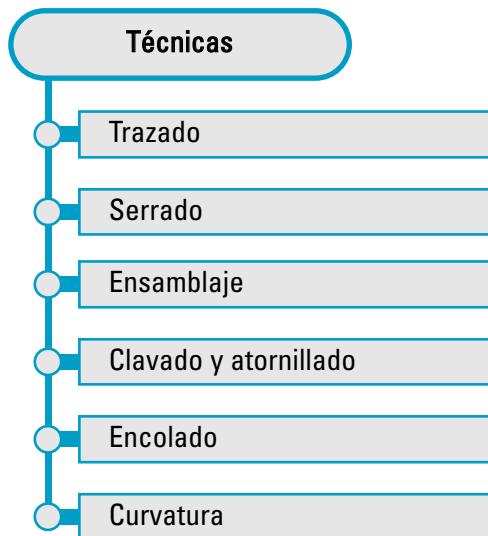 Técnicas
Trazado
Serrado
Ensamblaje
Clavado y atornillado
Encolado
Curvatura